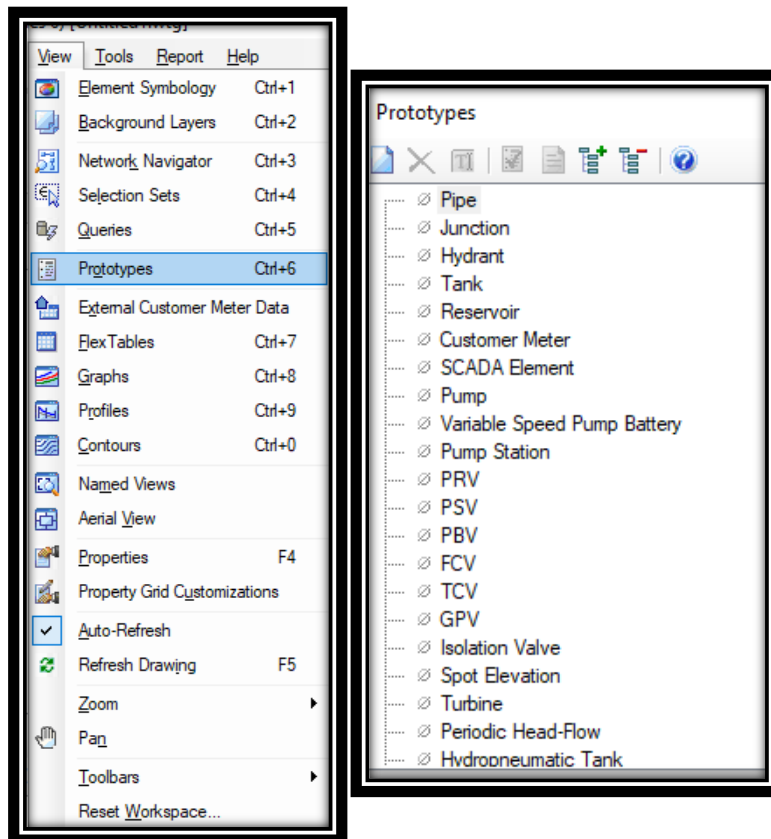 View Tools Report Help
Element Symbology Ctrl+1
Background Layers Ctrl+2
Network Navigator Ctrl+3
Selection Sets Ctrl+4
Queries Ctrl+5
Prototypes Ctrl+6
External Customer Meter Data
FlexTables Ctrl+7
Graphs Ctrl+8
Profiles Ctrl+9
Contours Ctrl+0
Named Views
Aerial View
Properties F4
Property Grid Customizations
Auto-Refresh
Refresh Drawing F5
Zoom
Pan
Toolbars
Reset Workspace...
Prototypes
Pipe
Junction
Hydrant
Tank
Reservoir
Customer Meter
SCADA Element
Pump
Variable Speed Pump Battery
Pump Station
PRV
PSV
PBV
FCV
TCV
GPV
Isolation Valve
Spot Elevation
Turbine
Periodic Head-Flow
Hydropneumatic Tank